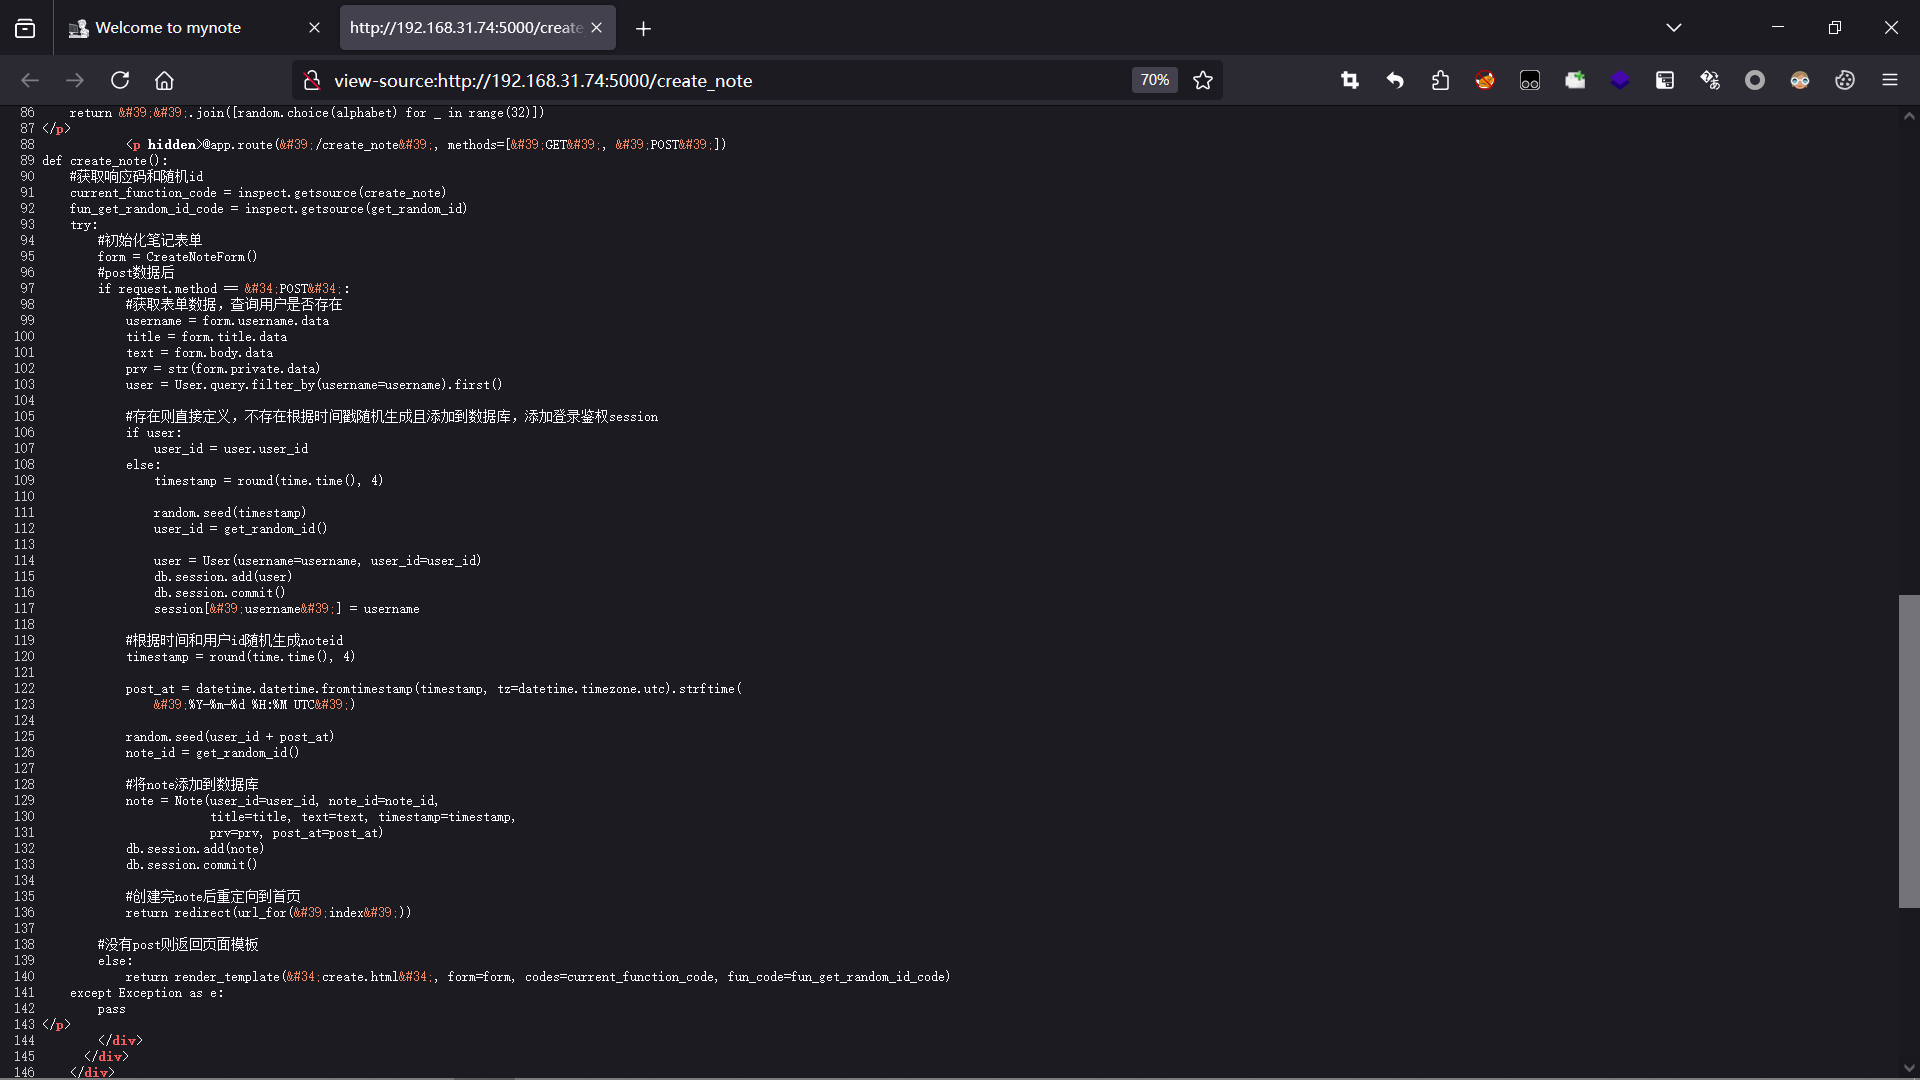 Welcome to mynote
http://192.168.31.74:5000/create
view-source:http://192.168.31.74:5000/create_note
70%
86 return &#39;&#39;.join([random.choice(alphabet) for _ in range(32)])
87 </p>
88 <p hidden>@app.route(&#39;/create_note&#39;, methods=[&#39;GET&#39;, &#39;POST&#39;])
89 def create_note():
90 #获取响应码和随机id
91 current_function_code = inspect.getsource(create_note)
92 fun_get_random_id_code = inspect.getsource(get_random_id)
93 try:
94 #初始化笔记表单
95 form = CreateNoteForm()
96 #post数据后
97 if request.method == &#34;POST&#34;:
98 #获取表单数据，查询用户是否存在
99 username = form.username.data
100 title = form.title.data
101 text = form.body.data
102 prv = str(form.private.data)
103 user = User.query.filter_by(username=username).first()
104
105 #存在则直接定义，不存在根据时间戳随机生成且添加到数据库，添加登录鉴权session
106 if user:
107 user_id = user.user_id
108 else:
109 timestamp = round(time.time(), 4)
110
111 random.seed(timestamp)
112 user_id = get_random_id()
113
114 user = User(username=username, user_id=user_id)
115 db.session.add(user)
116 db.session.commit()
117 session[&#39;username&#39;] = username
118
119 #根据时间和用户id随机生成noteid
120 timestamp = round(time.time(), 4)
121
122 post_at = datetime.datetime.fromtimestamp(timestamp, tz=datetime.timezone.utc).strftime(
123 &#39;%Y-%m-%d %H:%M UTC&#39;)
124
125 random.seed(user_id + post_at)
126 note_id = get_random_id()
127
128 #将note添加到数据库
129 note = Note(user_id=user_id, note_id=note_id,
130 title=title, text=text, timestamp=timestamp,
131 prv=prv, post_at=post_at)
132 db.session.add(note)
133 db.session.commit()
134
135 #创建完note后重定向到首页
136 return redirect(url_for(&#39;index&#39;))
137
138 #没有post则返回页面模板
139 else:
140 return render_template(&#34;create.html&#34;, form=form, codes=current_function_code, fun_code=fun_get_random_id_code)
141 except Exception as e:
142 pass
143 </p>
144 </div>
145 </div>
146 </div>